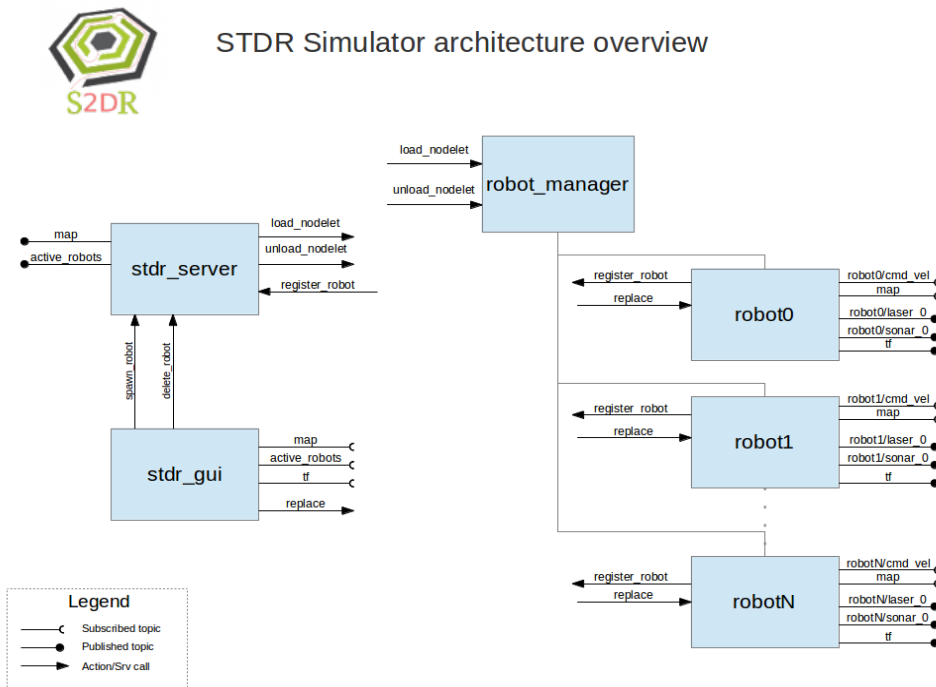 STDR Simulator architecture overview
S2DR
load_nodelet
unload_nodelet
robot_manager
map
active_robots
stdr_server
load_nodelet
unload_nodelet
register_robot
spawn_robot
delete_robot
stdr_gui
map
active_robots
tf
replace
register_robot
replace
robot0
robot0/cmd_vel
map
robot0/laser_0
robot0/sonar_0
tf
register_robot
replace
robot1
robot1/cmd_vel
map
robot1/laser_0
robot1/sonar_0
tf
register_robot
replace
robotN
robotN/cmd_vel
map
robotN/laser_0
robotN/sonar_0
tf
Legend
Subscribed topic
Published topic
Action/Srv call